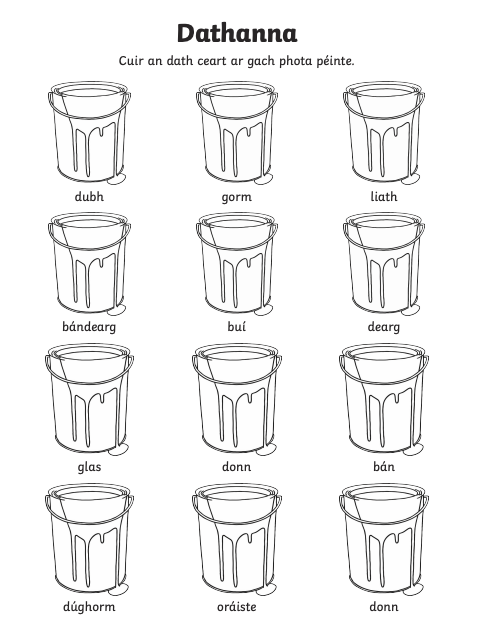 Dathanna
Cuir an dath ceart ar gach phota péinte.
dubh gorm liath
bándearg buí dearg
glas donn bán
dúghorm oráiste donn